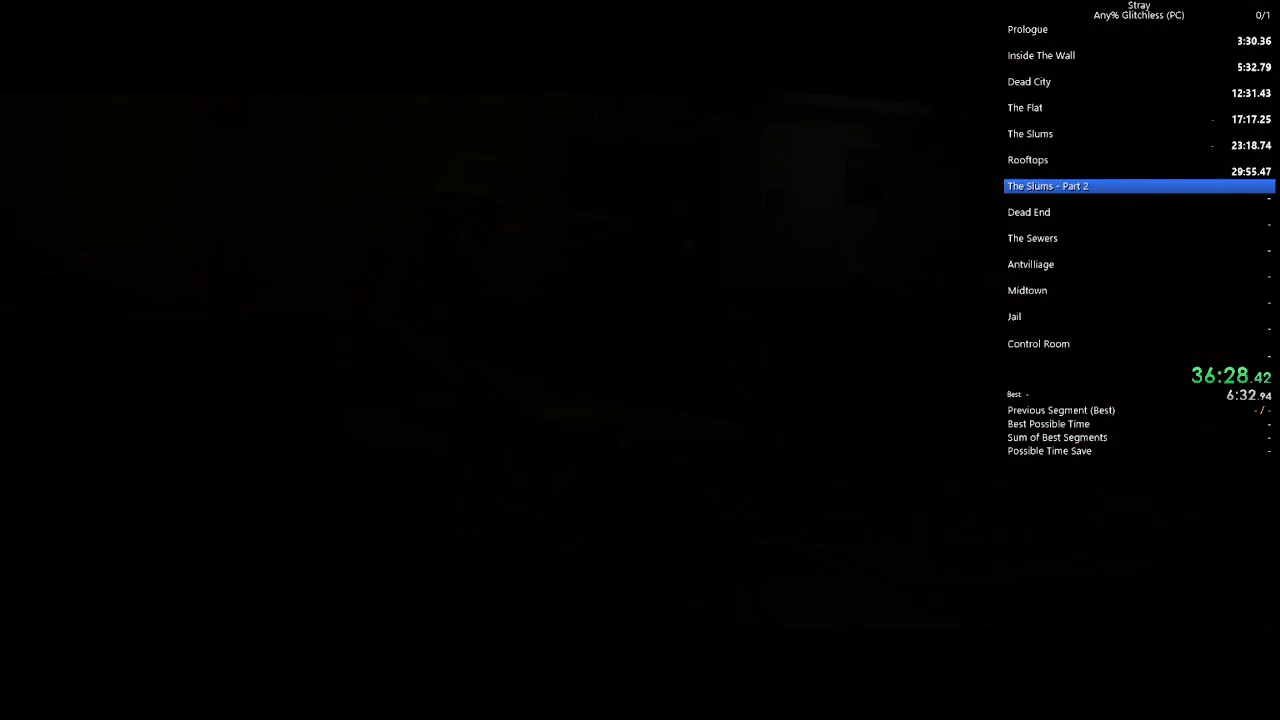 Stray
Any% Glitchless (PC) 0/1
Prologue
3:30.36
Inside The Wall
5:32.79
Dead City
12:31.43
The Flat
- 17:17.25
The Slums
- 23:18.74
Rooftops
29:55.47
The Slums - Part 2
-
Dead End
-
The Sewers
-
Antvilliage
-
Midtown
-
Jail
-
Control Room
-
36:28.42
Best: - 6:32.94
Previous Segment (Best) - / -
Best Possible Time -
Sum of Best Segments -
Possible Time Save -